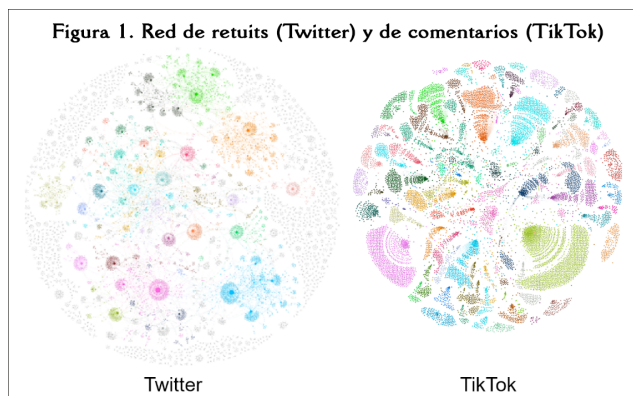 Figura 1. Red de retuits (Twitter) y de comentarios (TikTok)
Twitter
TikTok